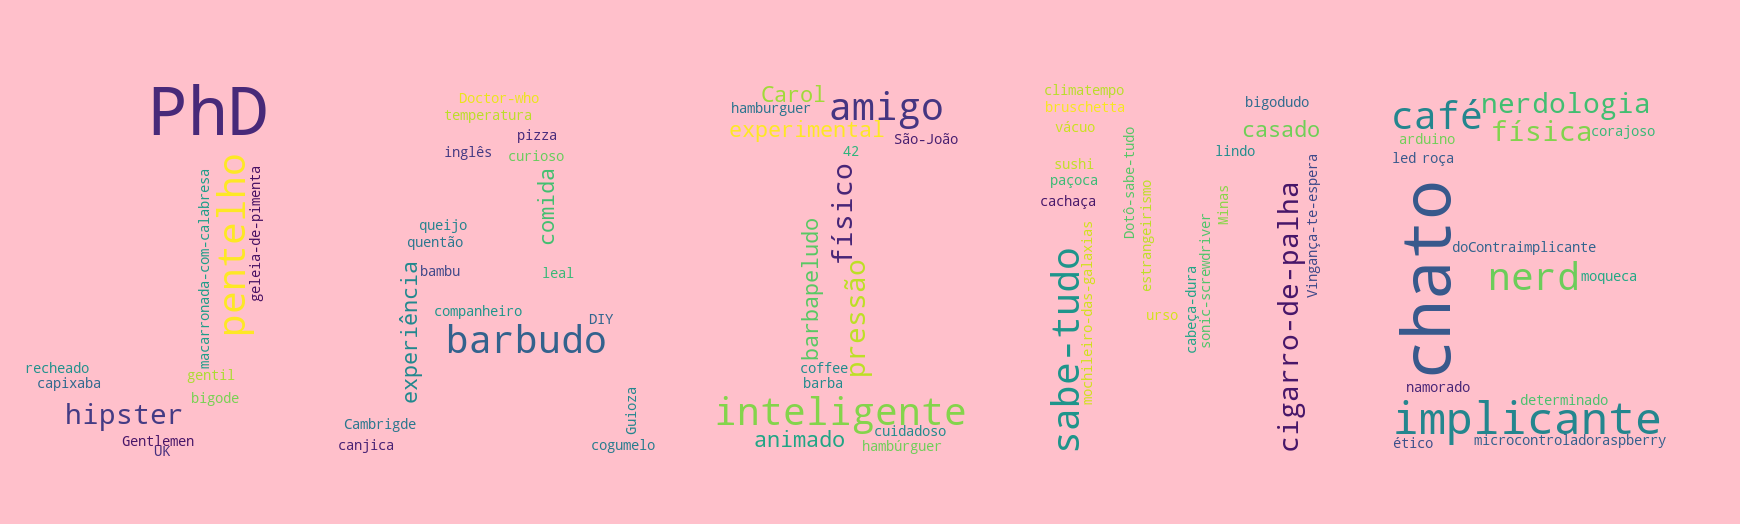 PhD
pentelho
macarronada-com-calabresa
geleia-de-pimenta
recheado
capixaba
gentil
bigode
hipster
Gentlemen
OK
Doctor-Who
temperatura
pizza
inglês
curioso
comida
queijo
quentão
bambu
leal
experiência
companheiro
DIY
barbudo
Guioza
Cambrigde
canjica
cogumelo
Carol
hamburguer
amigo
experimental
São-João
42
físico
barbapeludo
pressão
coffee
barba
inteligente
animado
cuidadoso
hambúrguer
climatempo
bruschetta
vácuo
Dotô-sabe-tudo
sushi
paçoca
cachaça
estrangeirismo
mochileiro-das-galaxias
sabe-tudo
urso
bigodudo
casado
lindo
Minas
Vingança-te-espera
cigarro-de-palha
sonic-screwdriver
cabeça-dura
café
nerdologia
física
corajoso
arduino
led
roça
chato
doContraimplicante
nerd
moqueca
namorado
determinado
implicante
ético
microcontroladoraspberry